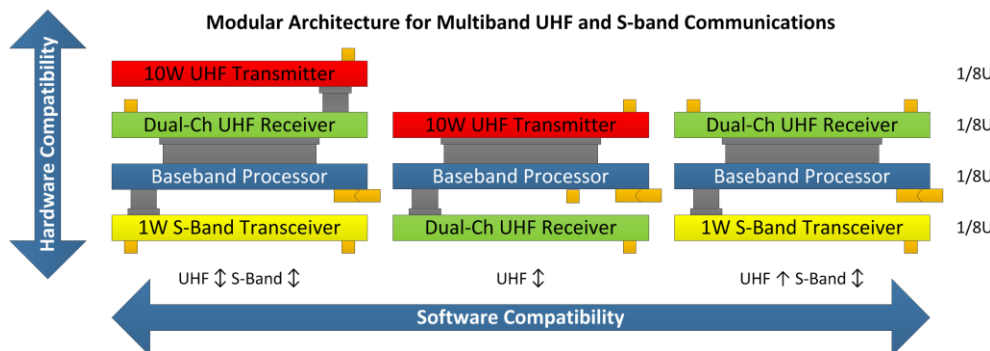 Modular Architecture for Multiband UHF and S-band Communications
Hardware Compatibility
10W UHF Transmitter
1/8U
Dual-Ch UHF Receiver
10W UHF Transmitter
Dual-Ch UHF Receiver
1/8U
Baseband Processor
Baseband Processor
Baseband Processor
1/8U
1W S-Band Transceiver
Dual-Ch UHF Receiver
1W S-Band Transceiver
1/8U
UHF ↕ S-Band ↕
UHF ↕
UHF ↑ S-Band ↕
Software Compatibility